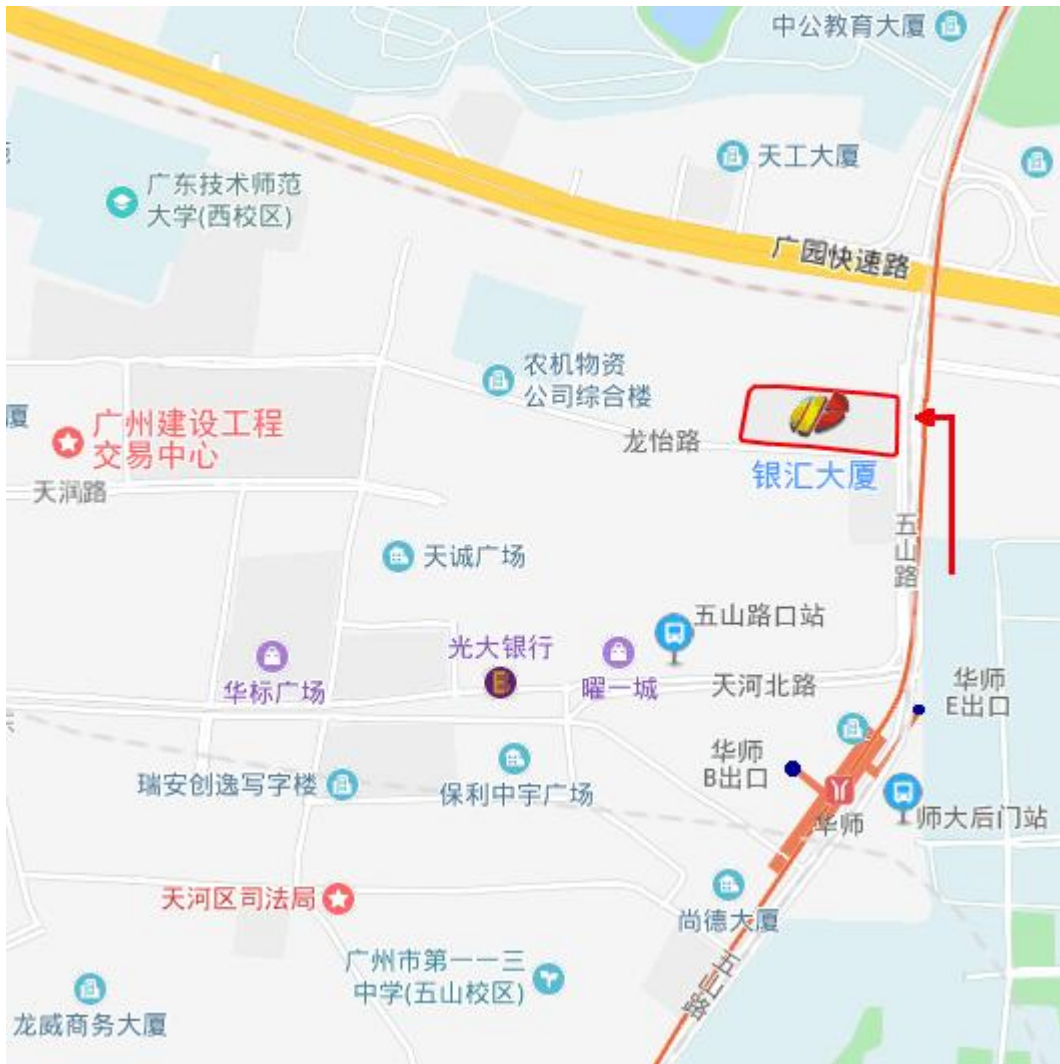 中公教育大厦
天工大厦
广东技术师范
大学(西校区)
广园快速路
农机物资
公司综合楼
厦
广州建设工程
交易中心
龙怡路
银汇大厦
天润路
五山路
天诚广场
五山路口站
光大银行
华标广场
曜一城
天河北路
华师
E出口
华师
B出口
瑞安创逸写字楼
保利中宇广场
华师
师大后门站
天河区司法局
尚德大厦
广州市第一一三
中学(五山校区)
五山路
龙威商务大厦